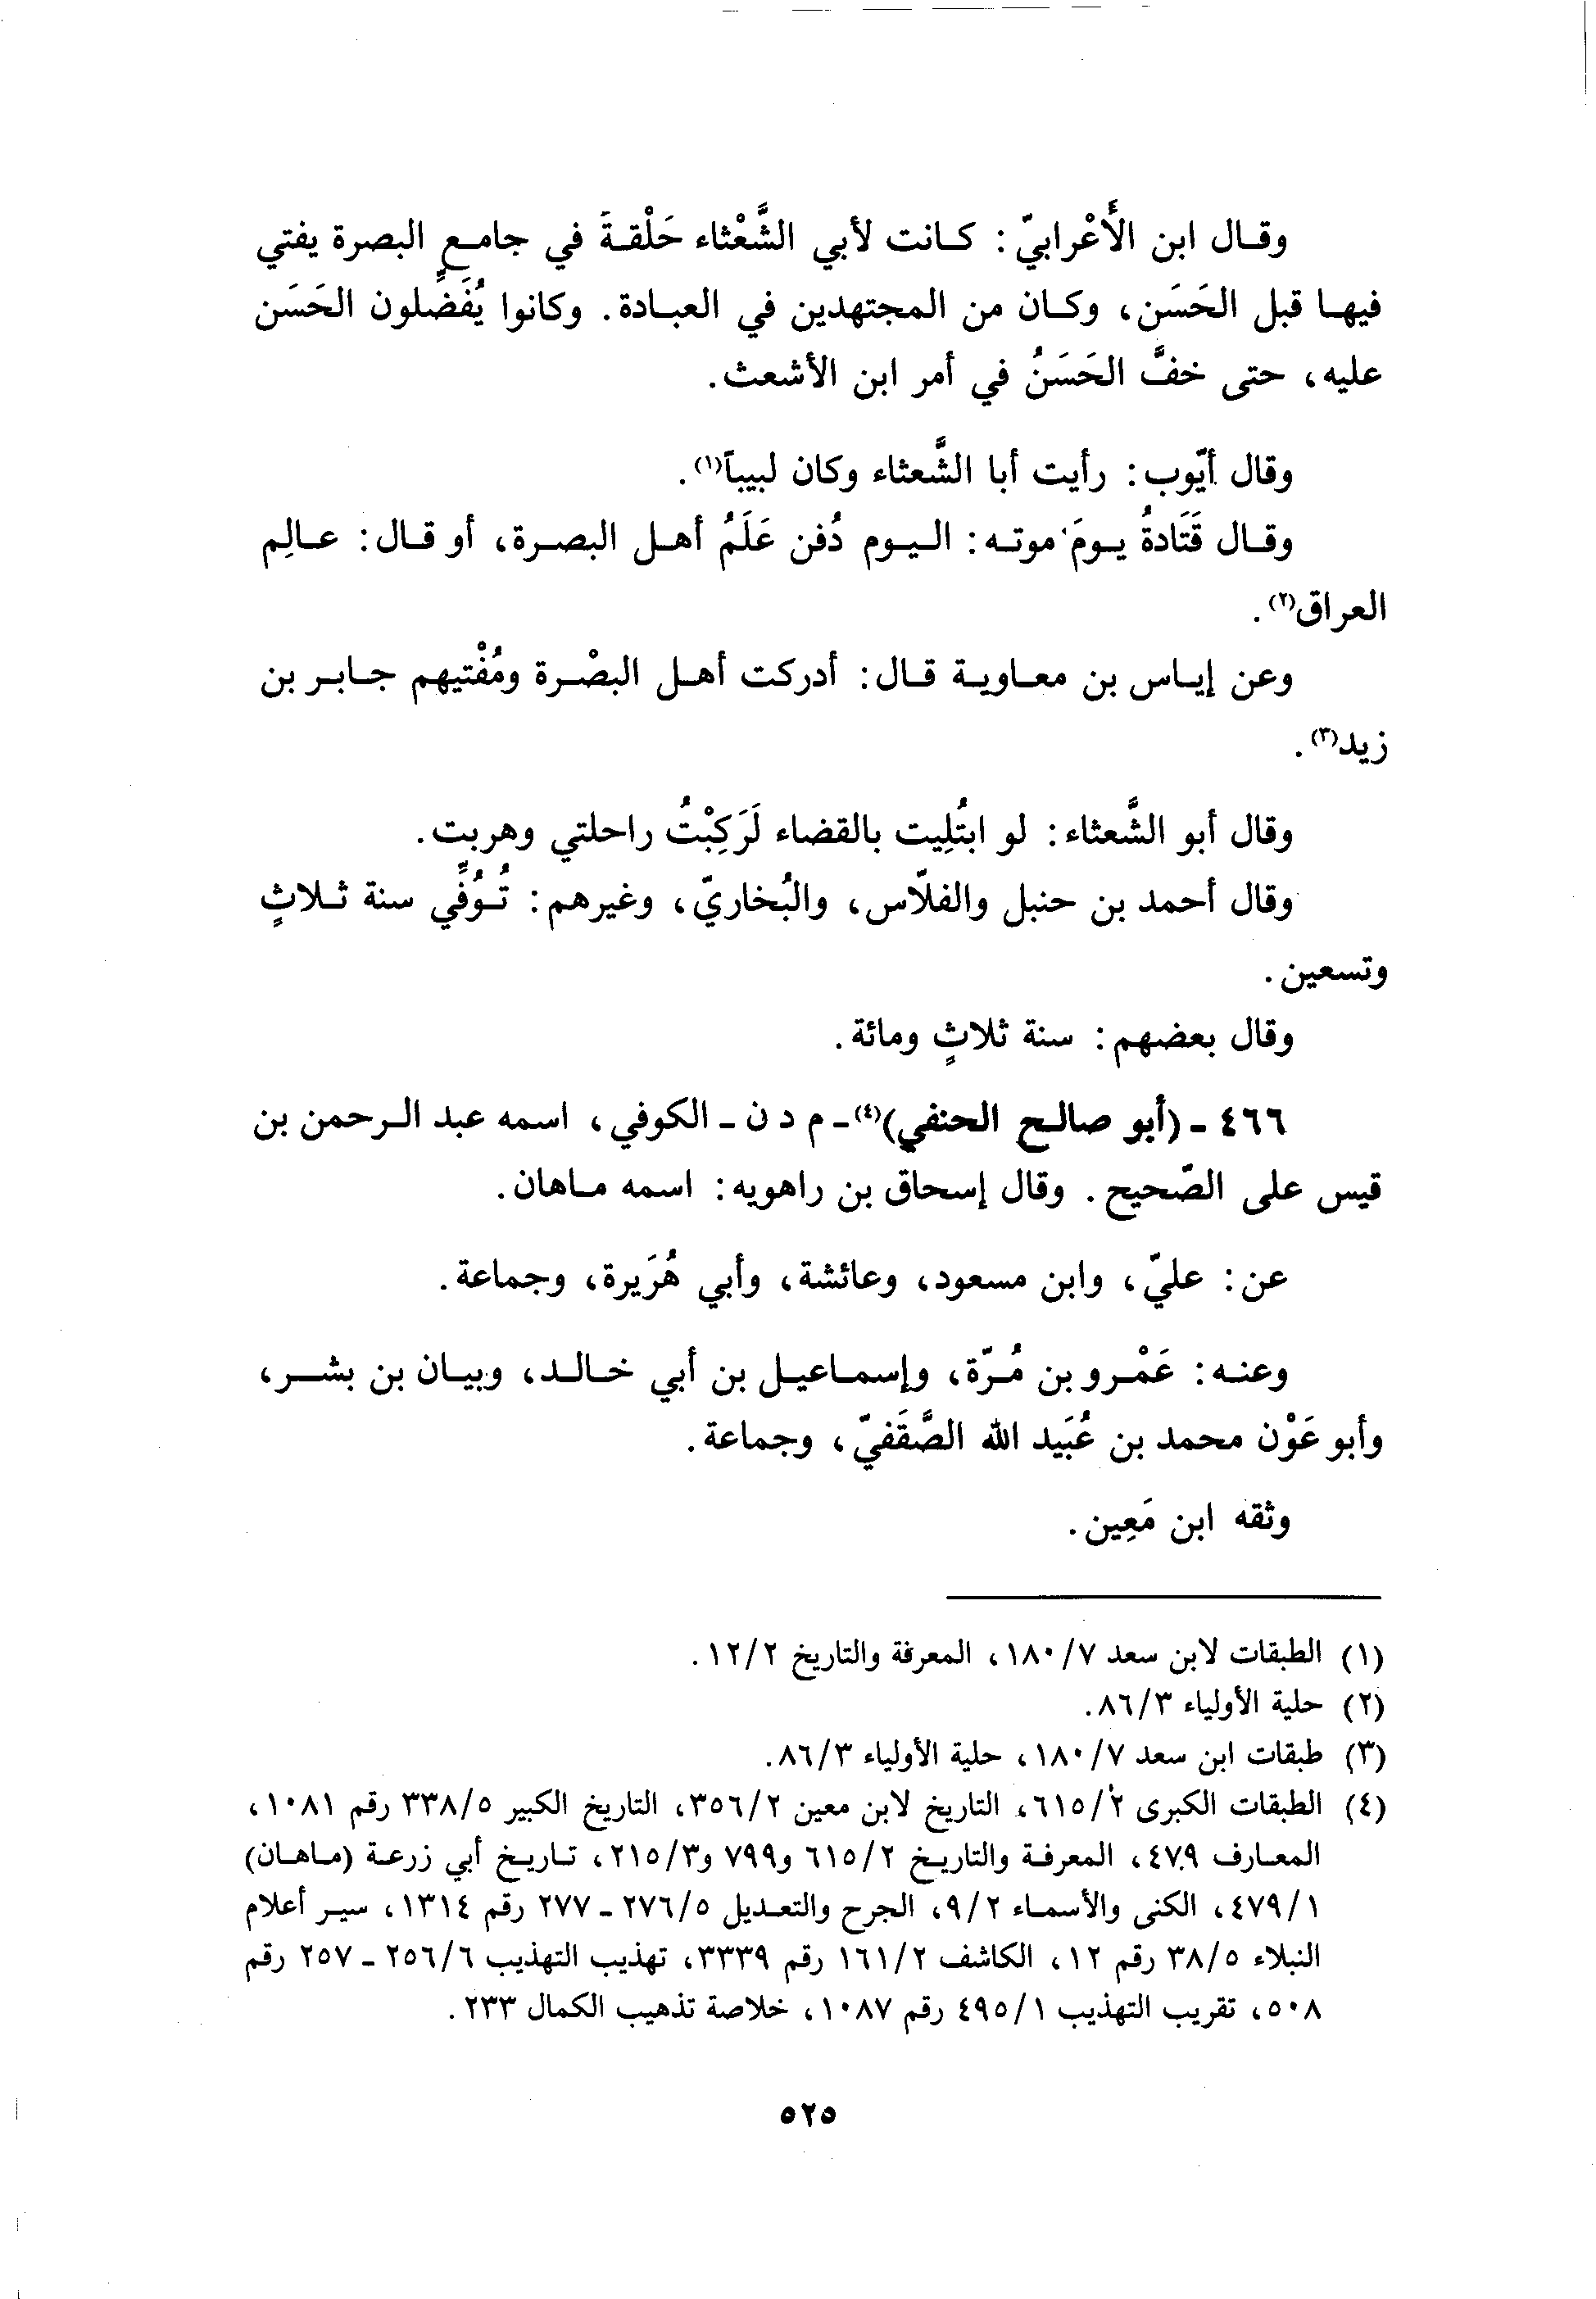 وقال ابن الأَعْرابيّ : كانت لأبي الشَّعْثاء حَلْقةَ في جامع البصرة يفتي
فيها قبل الحَسَن، وكان من المجتهدين في العبادة. وكانوا يُفَضِّلون الحَسَن
عليه، حتى خفَّ الحَسَنُ في أمر ابن الأشعث.
وقال أيّوب: رأيت أبا الشَّعثاء وكان لبيباً(١).
وقال قَتَادةُ يومَ موته: اليوم دُفن عَلَمُ أهل البصرة، أو قال: عالِم
العراق(٢).
وعن إياس بن معاوية قال: أدركت أهل البصْرة ومُفْتيهم جابر بن
زيد(٣).
وقال أبو الشَّعثاء: لو ابتُلِيت بالقضاء لَرَكِبْتُ راحلتي وهربت.
وقال أحمد بن حنبل والفلّاس، والبُخاريّ، وغيرهم: تُوُفِّي سنة ثلاثٍ
وتسعين.
وقال بعضهم: سنة ثلاثٍ ومائة.
٤٦٦ - (أبو صالح الحنفي)(٤)- م د ن - الكوفي، اسمه عبد الرحمن بن
قيس على الصّحيح. وقال إسحاق بن راهويه: اسمه ماهان.
عن: عليّ، وابن مسعود، وعائشة، وأبي هُرَيرة، وجماعة.
وعنه: عَمْرو بن مُرّة، وإسماعيل بن أبي خالد، وبيان بن بشر،
وأبو عَوْن محمد بن عُبَيد الله الصَّقَفيّ، وجماعة.
وثقه ابن مَعِين.
(١) الطبقات لابن سعد ١٨٠/٧، المعرفة والتاريخ ١٢/٢.
(٢) حلية الأولياء ٨٦/٣.
(٣) طبقات ابن سعد ١٨٠/٧، حلية الأولياء ٨٦/٣.
(٤) الطبقات الكبرى ٦١٥/٢، التاريخ لابن معين ٣٥٦/٢، التاريخ الكبير ٣٣٨/٥ رقم ١٠٨١،
المعارف ٤٧٩، المعرفة والتاريخ ٦١٥/٢ و٧٩٩ و٢١٥/٣، تاريخ أبي زرعة (ماهان)
٤٧٩/١، الكنى والأسماء ٩/٢، الجرح والتعديل ٢٧٦/٥ - ٢٧٧ رقم ١٣١٤، سير أعلام
النبلاء ٣٨/٥ رقم ١٢، الكاشف ١٦١/٢ رقم ٣٣٣٩، تهذيب التهذيب ٢٥٦/٦ - ٢٥٧ رقم
٥٠٨، تقريب التهذيب ٤٩٥/١ رقم ١٠٨٧، خلاصة تذهيب الكمال ٢٣٣.
٥٢٥